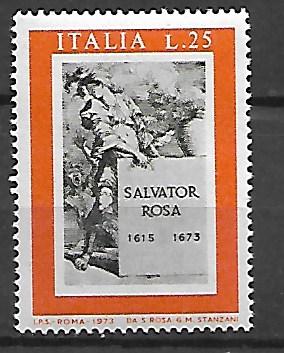 ITALIA L.25
SALVATOR
ROSA
1615 1673
I.P.S.-ROMA-1973 DA S.ROSA G.M.STANZANI